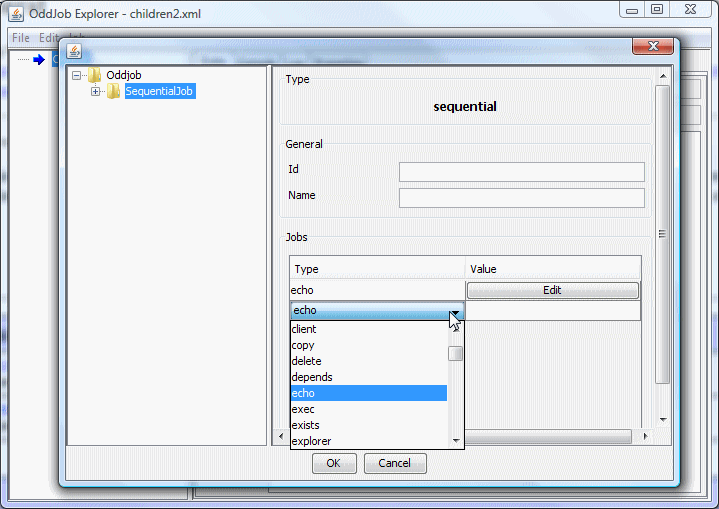 OddJob Explorer - children2.xml
File Edit Job
Oddjob
SequentialJob
Type
sequential
General
Id
Name
Jobs
Type Value
echo Edit
echo
client
copy
delete
depends
echo
exec
exists
explorer
OK Cancel